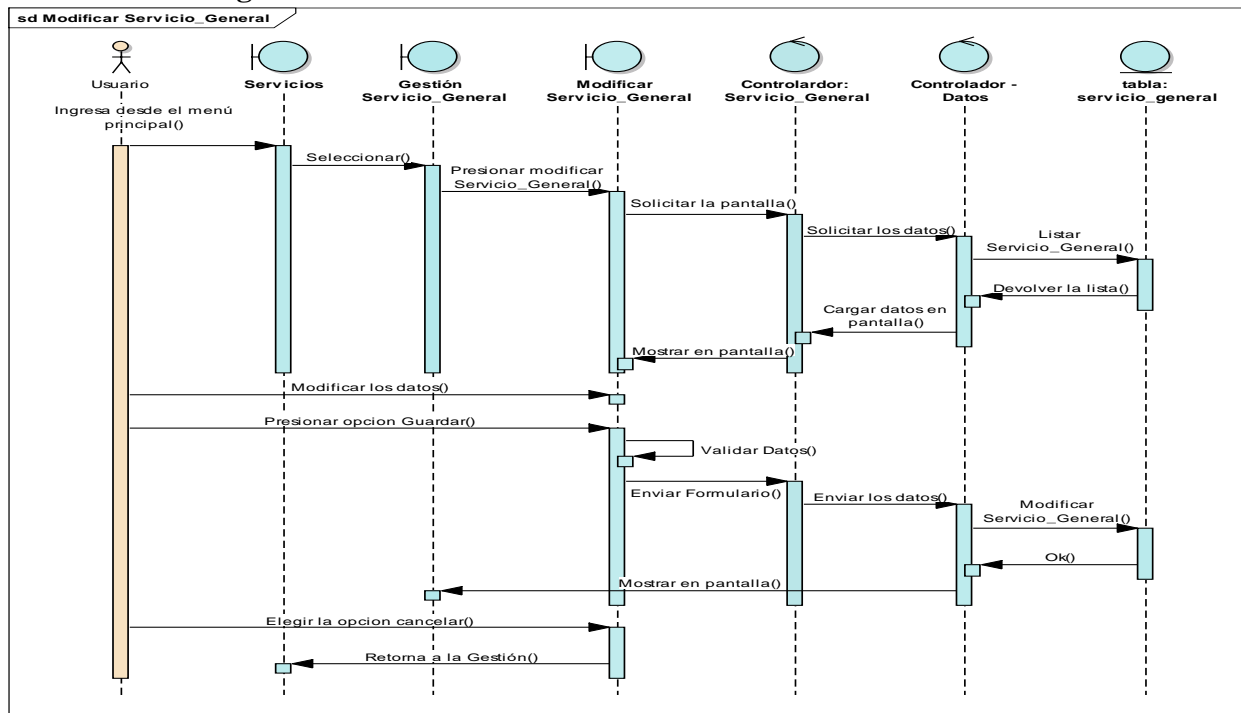 sd Modificar Servicio_General
Usuario
Servicios
Gestión
Servicio_General
Modificar
Servicio_General
Controlardor:
Servicio_General
Controlador -
Datos
tabla:
servicio_general
Ingresa desde el menú
principal()
Seleccionar()
Presionar modificar
Servicio_General()
Solicitar la pantalla()
Solicitar los datos()
Listar
Servicio_General()
Devolver la lista()
Cargar datos en
pantalla()
Mostrar en pantalla()
Modificar los datos()
Presionar opcion Guardar()
Validar Datos()
Enviar Formulario()
Enviar los datos()
Modificar
Servicio_General()
Ok()
Mostrar en pantalla()
Elegir la opcion cancelar()
Retorna a la Gestión()